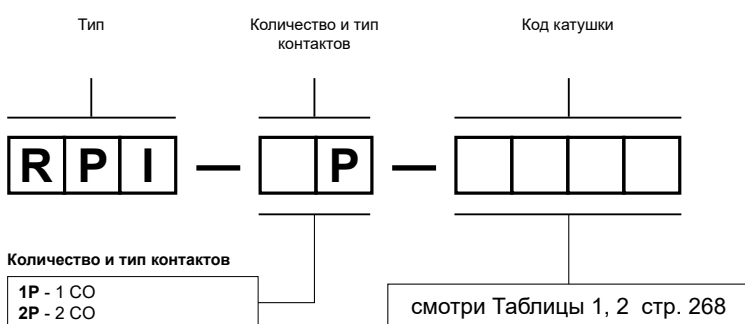 Тип
Количество и тип
контактов
Код катушки
RPI — P —
Количество и тип контактов
1P - 1 CO
2P - 2 CO
смотри Таблицы 1, 2 стр. 268